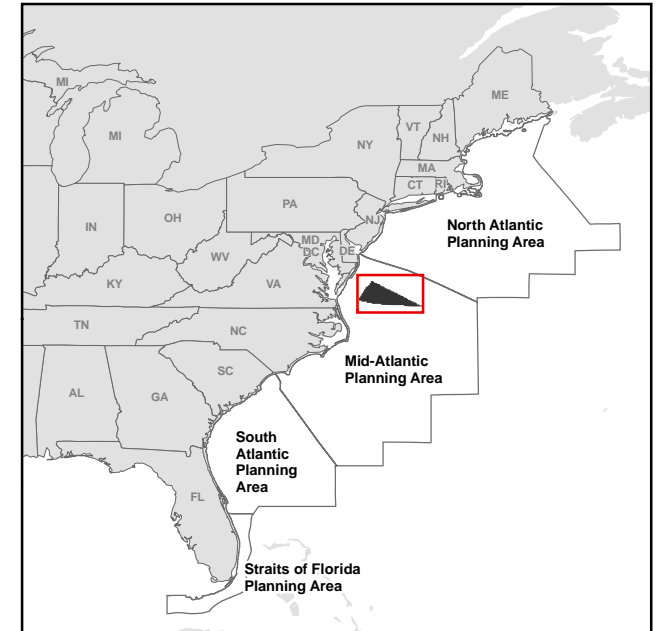 MI
ME
MI
VT
NH
NY
MA
CT
RI
PA
NJ
North Atlantic
Planning Area
OH
IN
MD
DC
DE
WV
VA
KY
TN
NC
Mid-Atlantic
Planning Area
SC
AL
GA
South
Atlantic
Planning
Area
FL
Straits of Florida
Planning Area